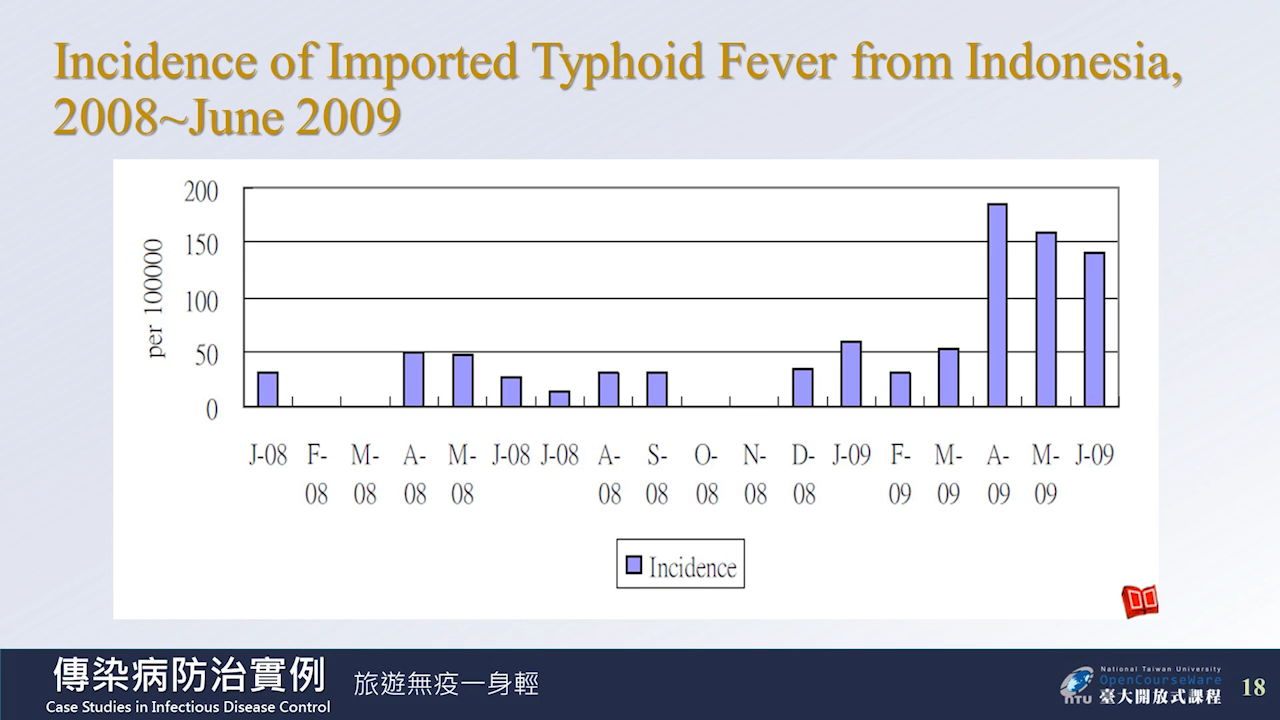 Incidence of Imported Typhoid Fever from Indonesia,
2008~June 2009
200
150
100
50
0
per 100000
J-08 F- M- A- M- J-08 J-08 A- S- O- N- D- J-09 F- M- A- M- J-09
08 08 08 08 08 08 08 08 08 09 09 09 09
Incidence
傳染病防治實例 旅遊無疫一身輕
Case Studies in Infectious Disease Control
National Taiwan University
OpenCourseWare
NTU 臺大開放式課程
18